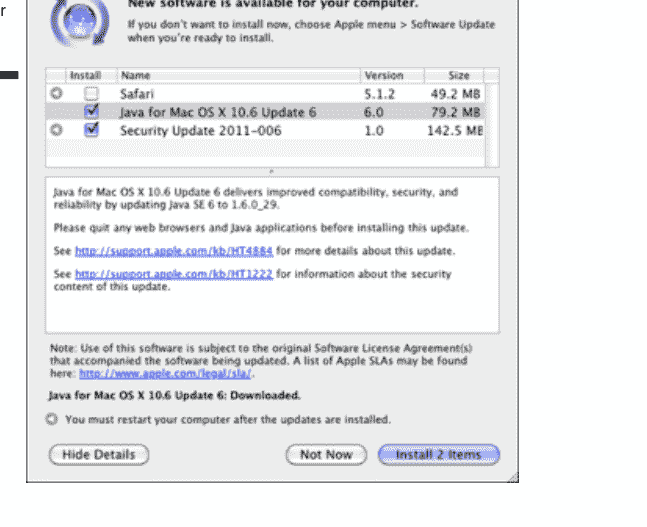 r
New software is available for your computer.
If you don't want to install now, choose Apple menu > Software Update
when you're ready to install.
Install Name Version Size
Safari 5.1.2 49.2 MB
Java for Mac OS X 10.6 Update 6 6.0 79.2 MB
Security Update 2011-006 1.0 142.5 MB
Java for Mac OS X 10.6 Update 6 delivers improved compatibility, security, and
reliability by updating Java SE 6 to 1.6.0_29.
Please quit any web browsers and Java applications before installing this update.
See http://support.apple.com/kb/HT4884 for more details about this update.
See http://support.apple.com/kb/HT1222 for information about the security
content of this update.
Note: Use of this software is subject to the original Software License Agreement(s)
that accompanied the software being updated. A list of Apple SLAs may be found
here: http://www.apple.com/legal/sla/.
Java for Mac OS X 10.6 Update 6: Downloaded.
You must restart your computer after the updates are installed.
Hide Details Not Now Install 2 Items